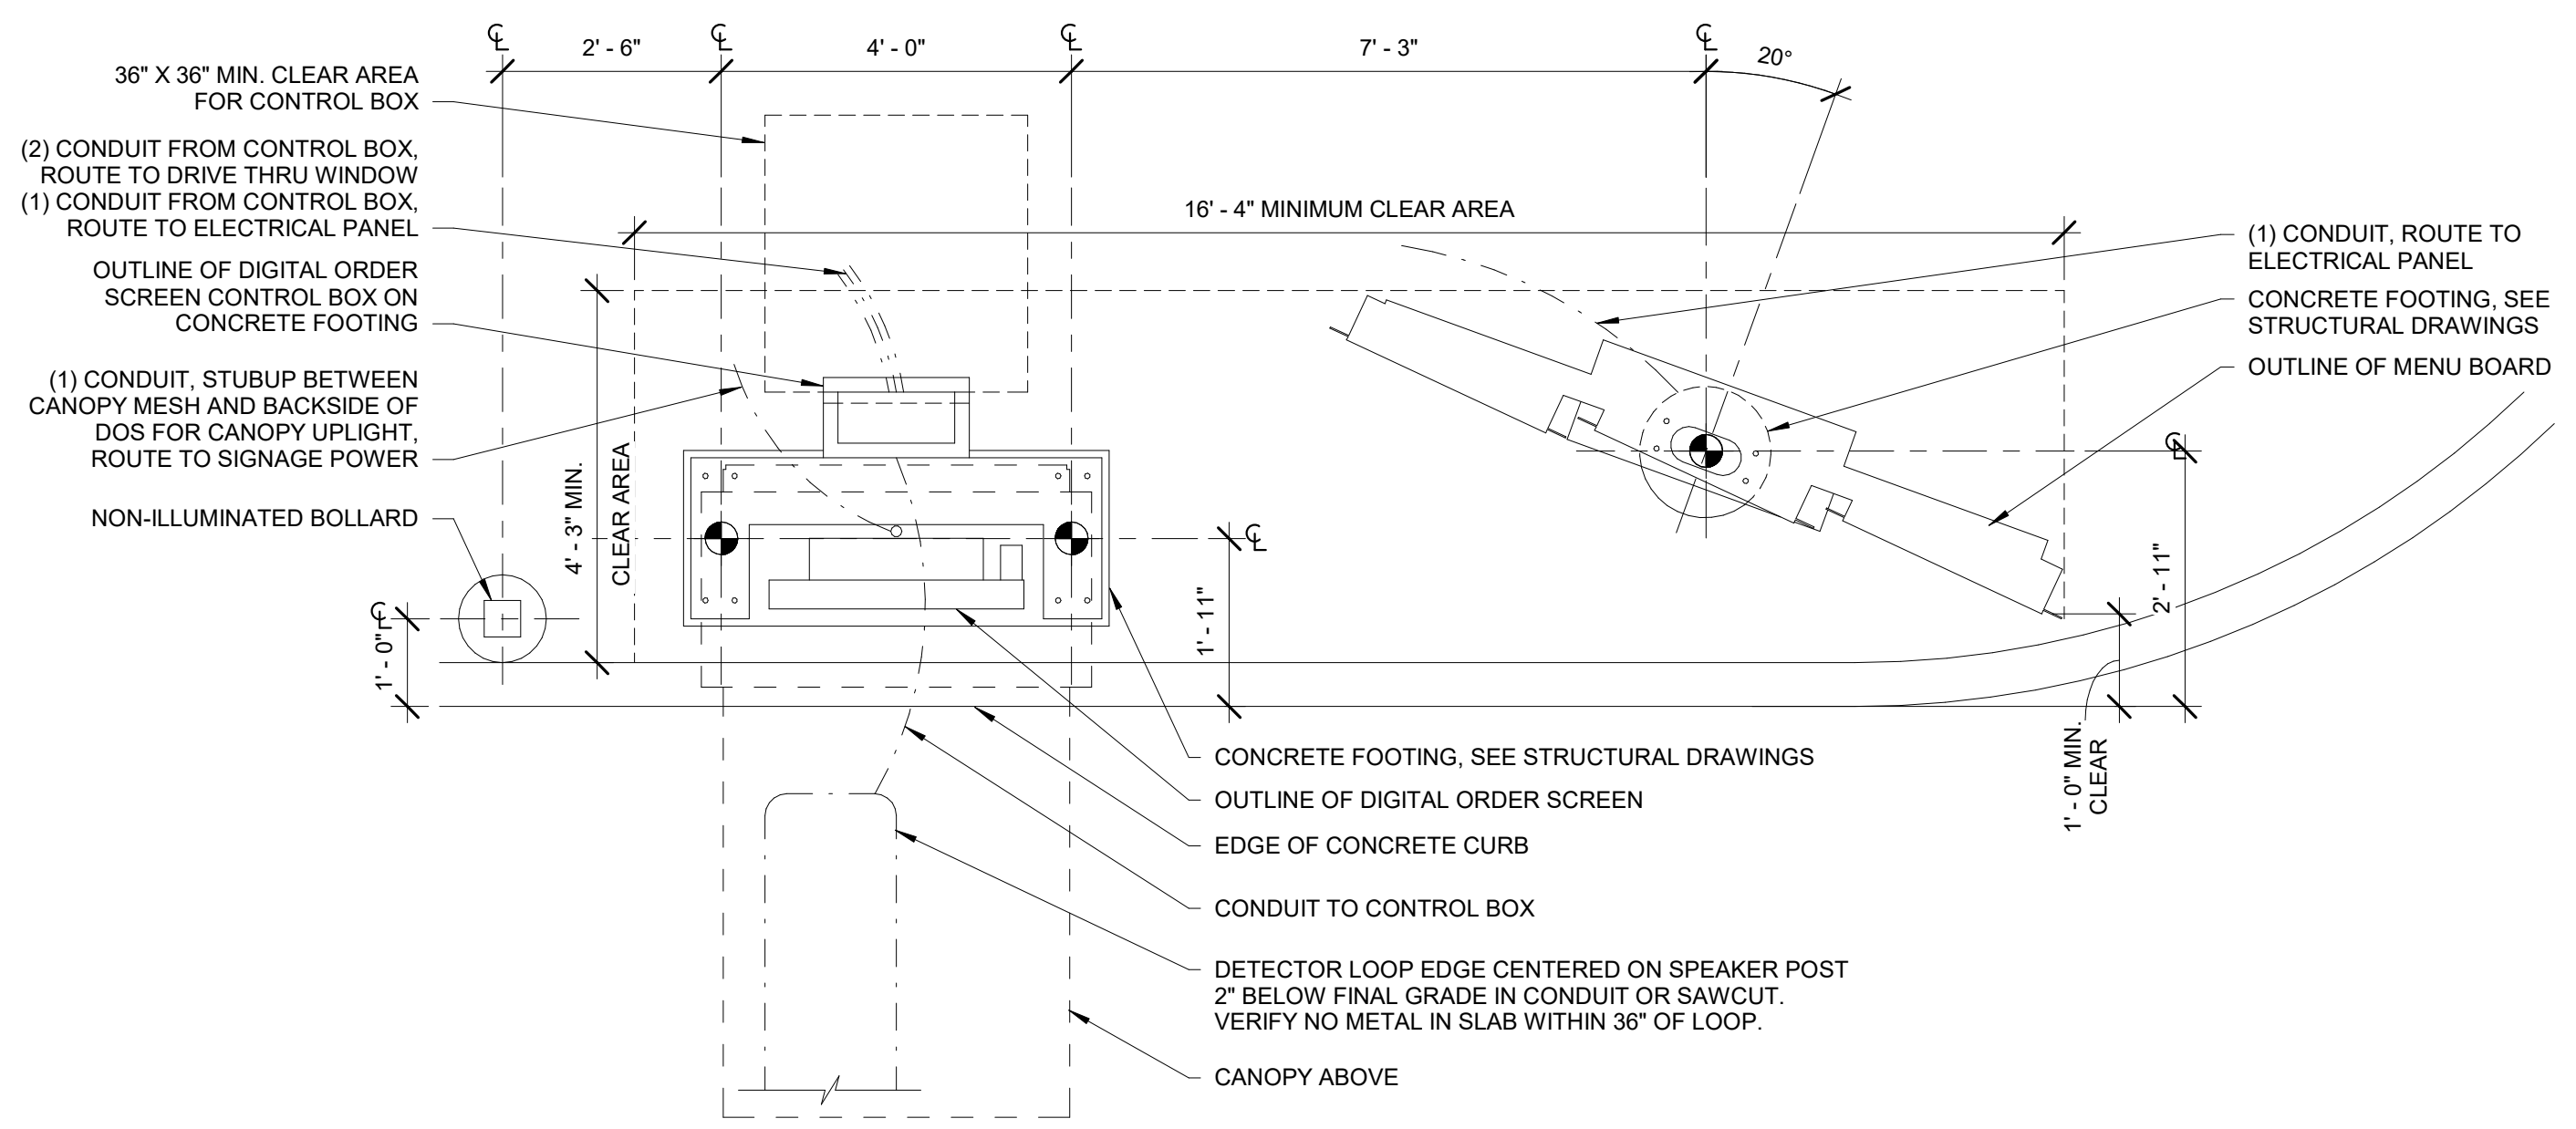 ℄
℄
℄
℄
2' - 6"
4' - 0"
7' - 3"
20°
36" X 36" MIN. CLEAR AREA
FOR CONTROL BOX
(2) CONDUIT FROM CONTROL BOX,
ROUTE TO DRIVE THRU WINDOW
(1) CONDUIT FROM CONTROL BOX,
ROUTE TO ELECTRICAL PANEL
OUTLINE OF DIGITAL ORDER
SCREEN CONTROL BOX ON
CONCRETE FOOTING
(1) CONDUIT, STUBUP BETWEEN
CANOPY MESH AND BACKSIDE OF
DOS FOR CANOPY UPLIGHT,
ROUTE TO SIGNAGE POWER
NON-ILLUMINATED BOLLARD
16' - 4" MINIMUM CLEAR AREA
(1) CONDUIT, ROUTE TO
ELECTRICAL PANEL
CONCRETE FOOTING, SEE
STRUCTURAL DRAWINGS
OUTLINE OF MENU BOARD
4' - 3" MIN.
CLEAR AREA
℄
1' - 0"
℄
1' - 11"
℄
2' - 11"
1' - 0" MIN.
CLEAR
CONCRETE FOOTING, SEE STRUCTURAL DRAWINGS
OUTLINE OF DIGITAL ORDER SCREEN
EDGE OF CONCRETE CURB
CONDUIT TO CONTROL BOX
DETECTOR LOOP EDGE CENTERED ON SPEAKER POST
2" BELOW FINAL GRADE IN CONDUIT OR SAWCUT.
VERIFY NO METAL IN SLAB WITHIN 36" OF LOOP.
CANOPY ABOVE